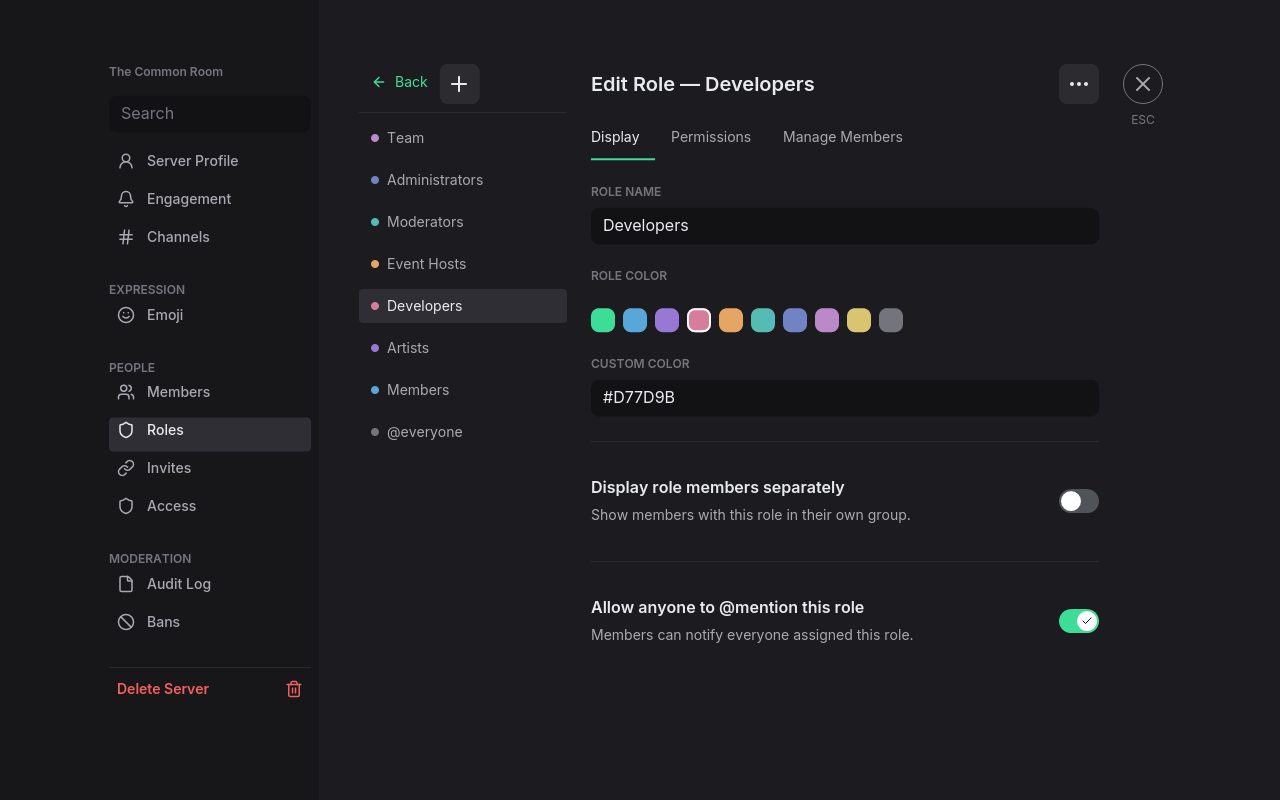 The Common Room
Search
Server Profile
Engagement
Channels
EXPRESSION
Emoji
PEOPLE
Members
Roles
Invites
Access
MODERATION
Audit Log
Bans
Delete Server
Back
Team
Administrators
Moderators
Event Hosts
Developers
Artists
Members
@everyone
Edit Role — Developers
ESC
Display Permissions Manage Members
ROLE NAME
Developers
ROLE COLOR
CUSTOM COLOR
#D77D9B
Display role members separately
Show members with this role in their own group.
Allow anyone to @mention this role
Members can notify everyone assigned this role.